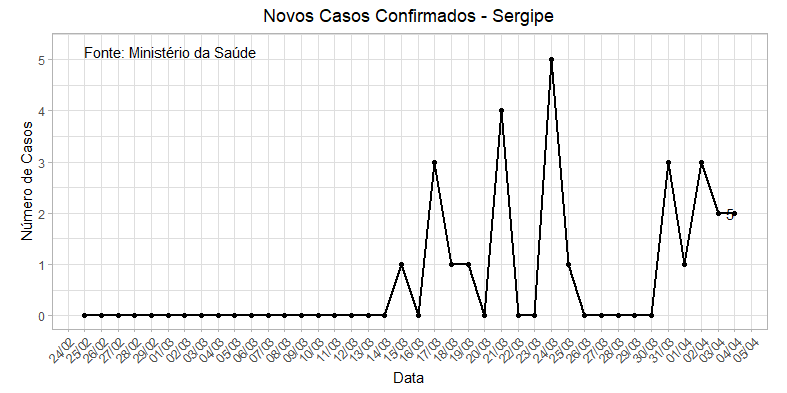 Novos Casos Confirmados - Sergipe
Fonte: Ministério da Saúde
5
4
3
2
1
0
5
Número de Casos
24/02 25/02 26/02 27/02 28/02 29/02 01/03 02/03 03/03 04/03 05/03 06/03 07/03 08/03 09/03 10/03 11/03 12/03 13/03 14/03 15/03 16/03 17/03 18/03 19/03 20/03 21/03 22/03 23/03 24/03 25/03 26/03 27/03 28/03 29/03 30/03 31/03 01/04 02/04 03/04 04/04 05/04
Data